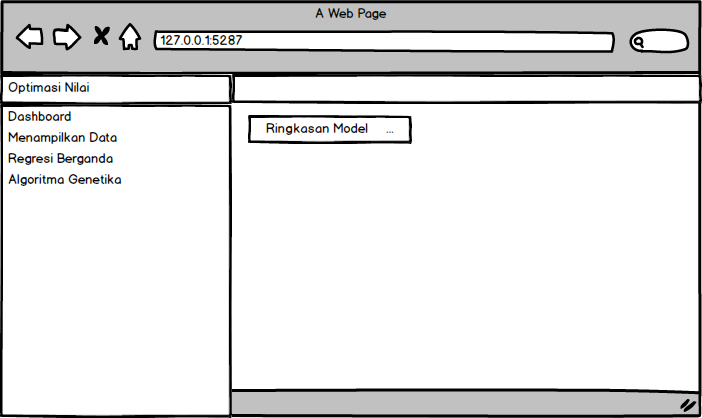 A Web Page
127.0.0.1:5287
Optimasi Nilai
Dashboard
Menampilkan Data
Regresi Berganda
Algoritma Genetika
Ringkasan Model ...